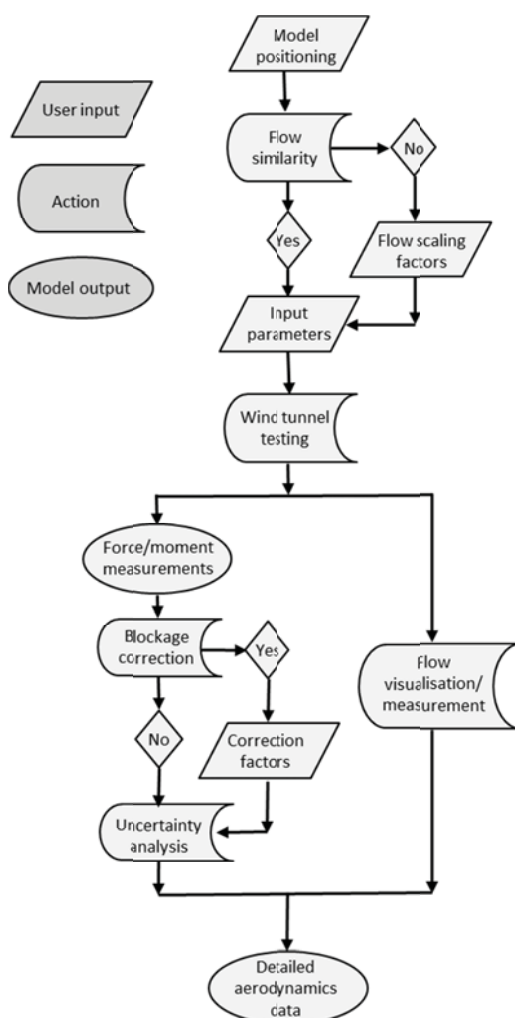 Model
positioning
User input
Flow
similarity
No
Action
Yes
Flow scaling
factors
Model output
Input
parameters
Wind tunnel
testing
Force/moment
measurements
Blockage
correction
Yes
Flow
visualisation/
measurement
No
Correction
factors
Uncertainty
analysis
Detailed
aerodynamics
data